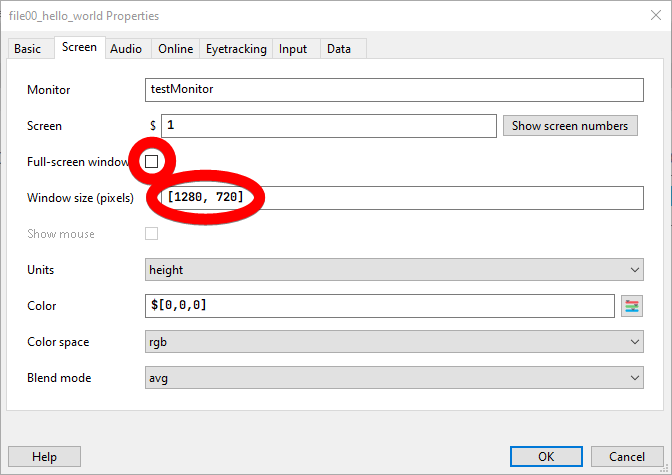 file00_hello_world Properties
Basic Screen Audio Online Eyetracking Input Data
Monitor testMonitor
Screen $ 1 Show screen numbers
Full-screen window
Window size (pixels) [1280, 720]
Show mouse
Units height
Color $[0,0,0]
Color space rgb
Blend mode avg
Help OK Cancel